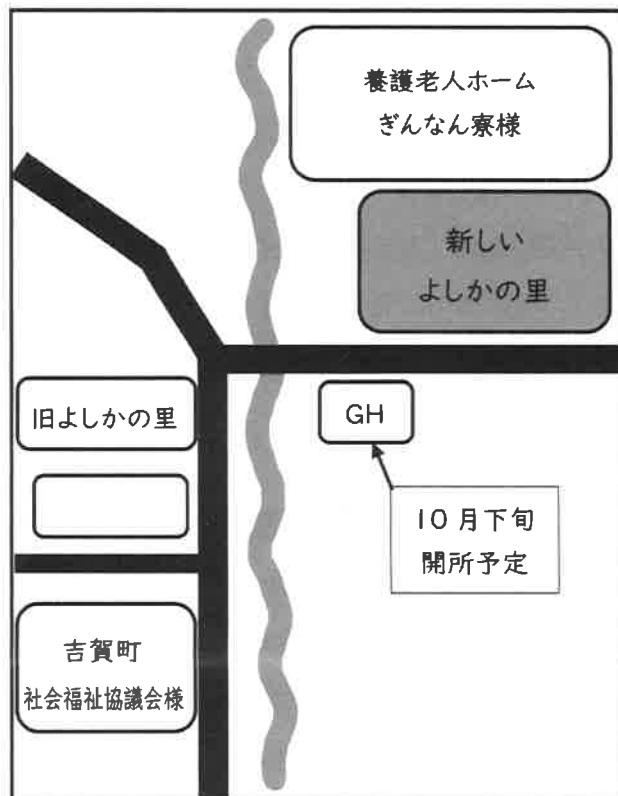 養護老人ホーム
ぎんなん寮様
新しい
よしかの里
旧よしかの里
GH
10月下旬
開所予定
吉賀町
社会福祉協議会様